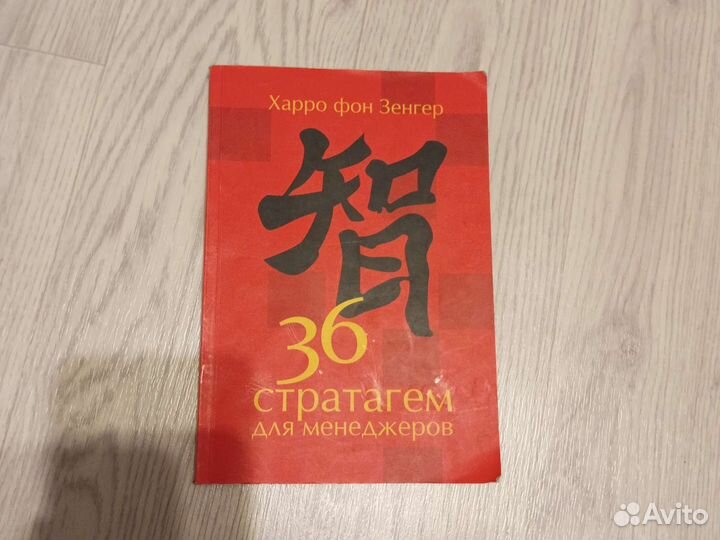 Харро фон Зенгер
智
36
стратагем
для менеджеров
Avito